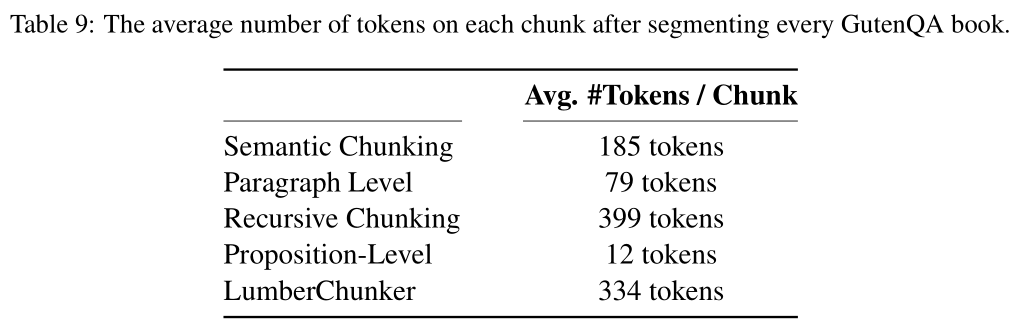 Table 9: The average number of tokens on each chunk after segmenting every GutenQA book.
Avg. #Tokens / Chunk
Semantic Chunking 185 tokens
Paragraph Level 79 tokens
Recursive Chunking 399 tokens
Proposition-Level 12 tokens
LumberChunker 334 tokens